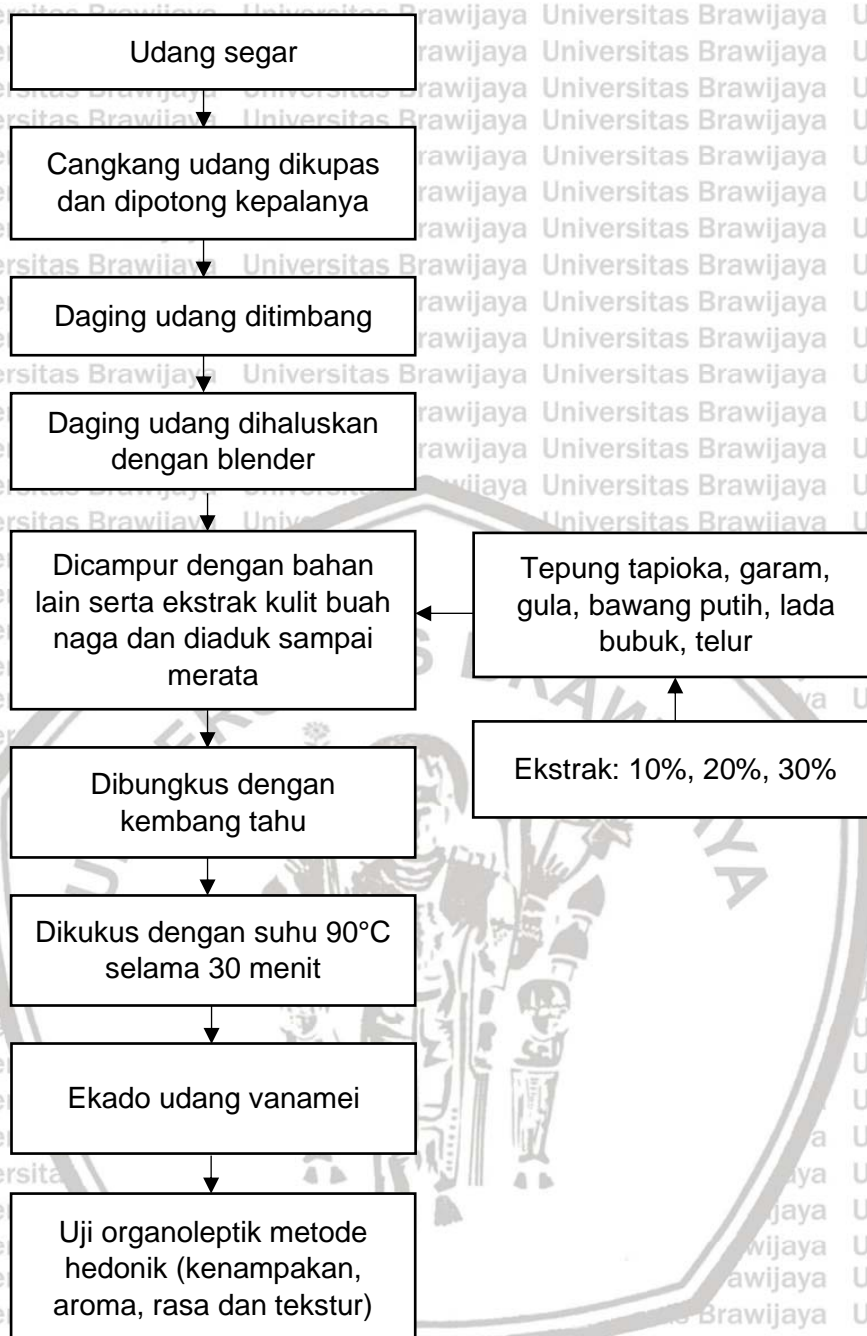 Udang segar
Cangkang udang dikupas
dan dipotong kepalanya
Daging udang ditimbang
Daging udang dihaluskan
dengan blender
Dicampur dengan bahan
lain serta ekstrak kulit buah
naga dan diaduk sampai
merata
Tepung tapioka, garam,
gula, bawang putih, lada
bubuk, telur
Ekstrak: 10%, 20%, 30%
Dibungkus dengan
kembang tahu
Dikukus dengan suhu 90°C
selama 30 menit
Ekado udang vanamei
Uji organoleptik metode
hedonik (kenampakan,
aroma, rasa dan tekstur)
Universitas Brawijaya